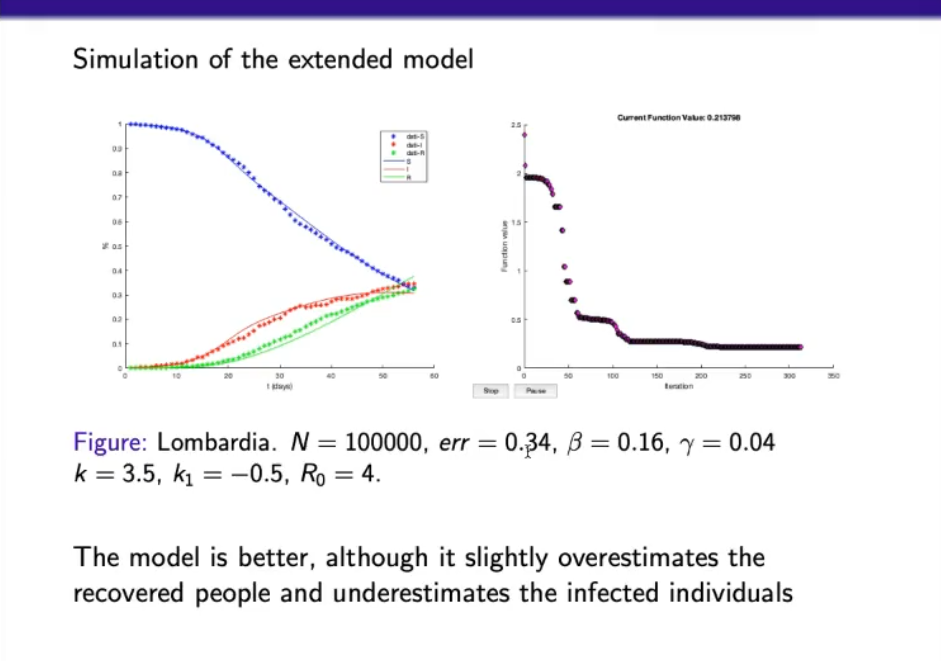 Simulation of the extended model
1
0.9
0.8
0.7
0.6
0.5
0.4
0.3
0.2
0.1
0
%
0 10 20 30 40 50 60
t (days)
dati-S
dati-I
dati-R
S
I
R
Current Function Value: 0.213798
2.5
2
1.5
1
0.5
0
Function value
0 50 100 150 200 250 300 350
Iteration
Stop Pause
Figure: Lombardia. N = 100000, err = 0.34, β = 0.16, γ = 0.04
k = 3.5, k₁ = −0.5, R₀ = 4.
The model is better, although it slightly overestimates the
recovered people and underestimates the infected individuals